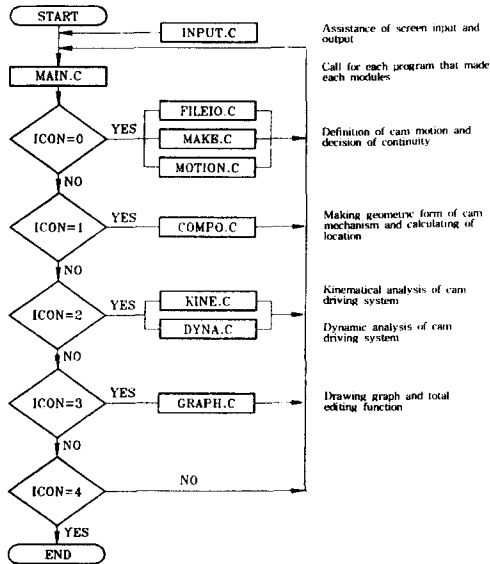 START
INPUT.C
Assistance of screen input and
output
MAIN.C
Call for each program that made
each modules
ICON=0
YES
FILEIO.C
MAKE.C
MOTION.C
Definition of cam motion and
decision of continuity
NO
ICON=1
YES
COMPO.C
Making geometric form of cam
mechanism and calculating of
location
NO
ICON=2
YES
KINE.C
DYNA.C
Kinematical analysis of cam
driving system
Dynamic analysis of cam
driving system
NO
ICON=3
YES
GRAPH.C
Drawing graph and total
editing function
NO
ICON=4
NO
YES
END